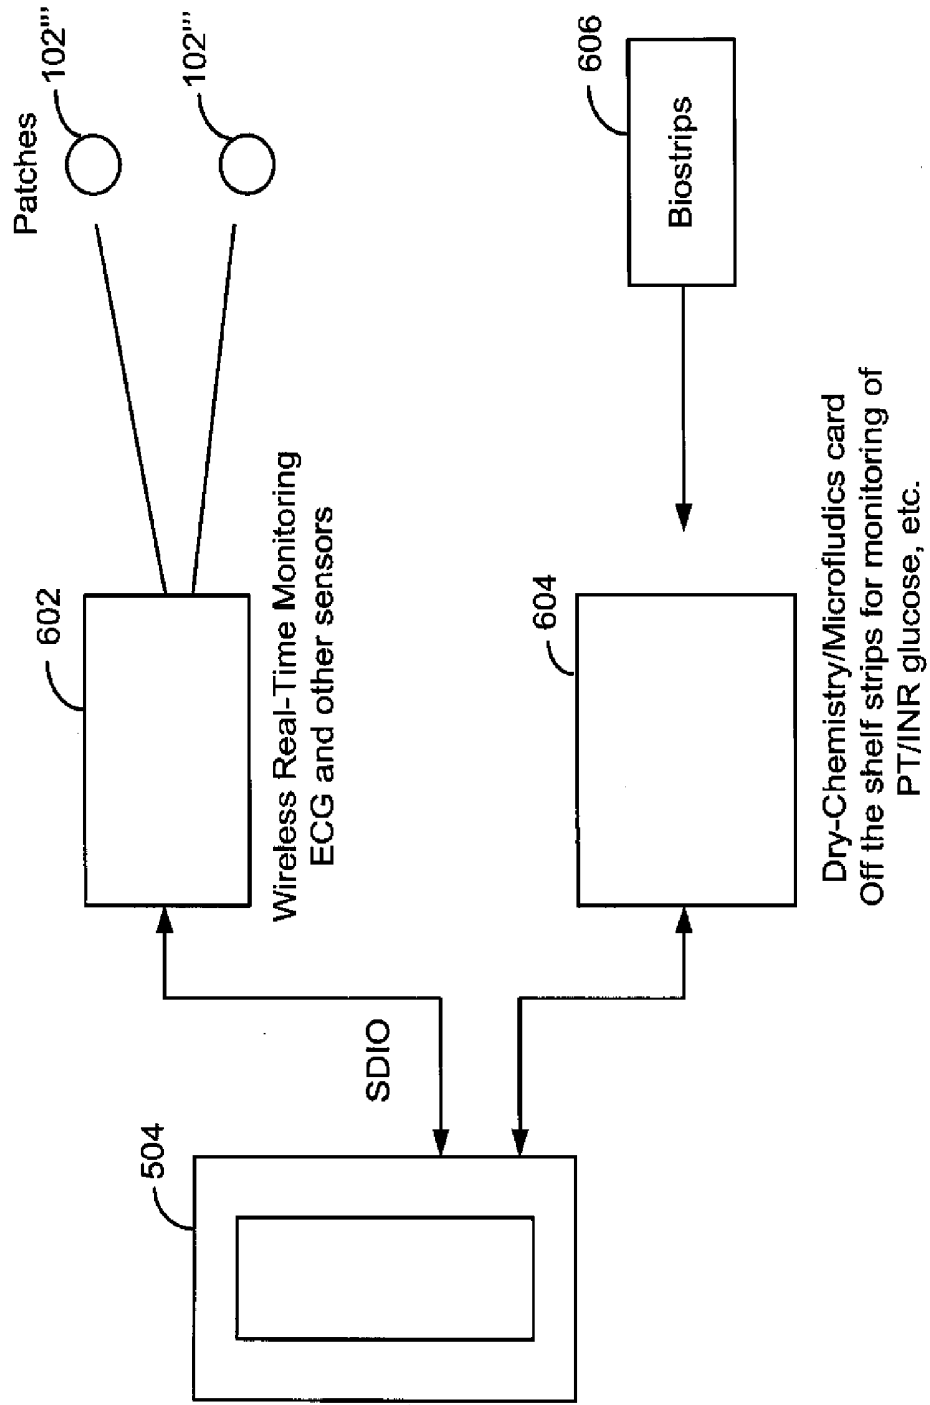 Patches
102'''
102'''
602
Wireless Real-Time Monitoring
ECG and other sensors
504
SDIO
606
Biostrips
604
Dry-Chemistry/Microfludics card
Off the shelf strips for monitoring of
PT/INR glucose, etc.